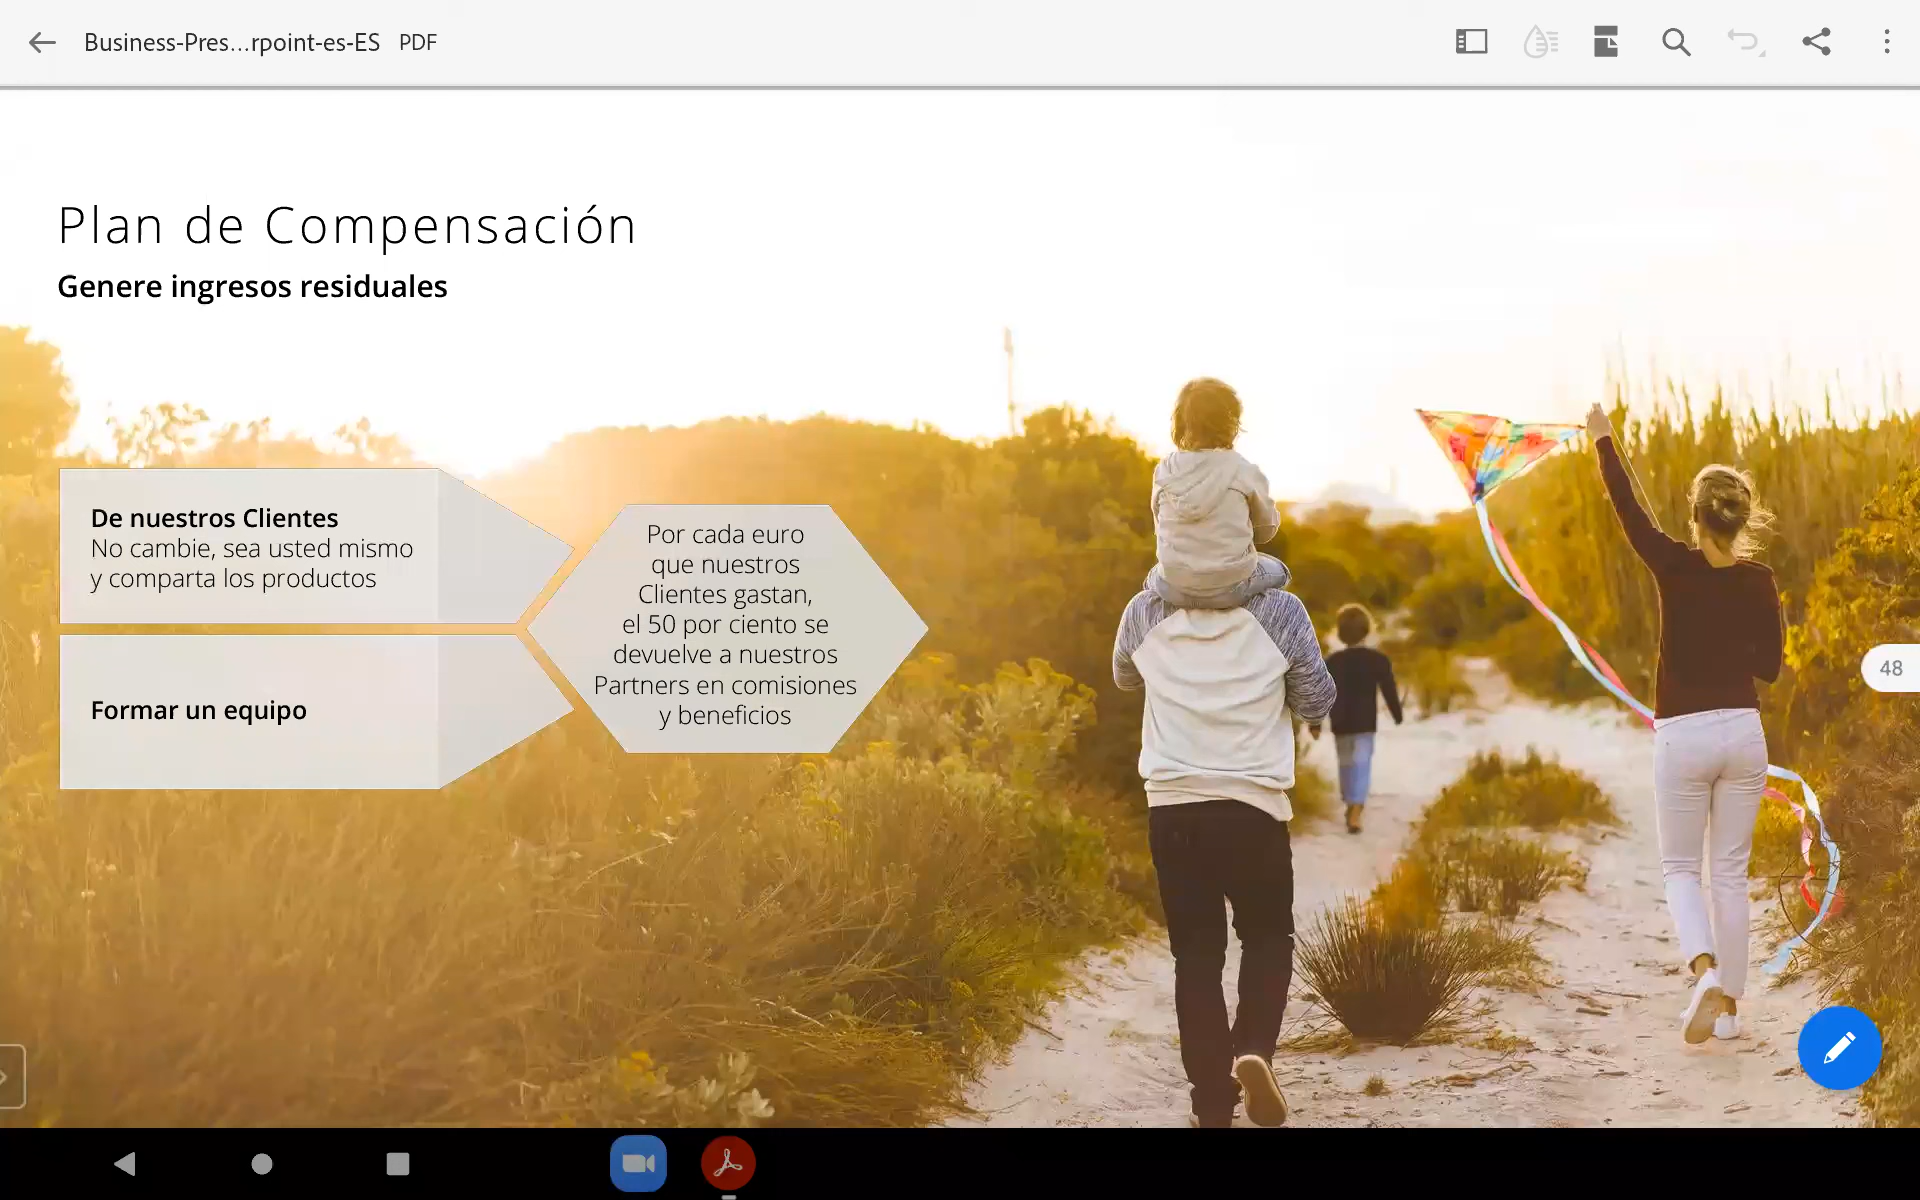 Business-Pres...rpoint-es-ES PDF
Plan de Compensación
Genere ingresos residuales
De nuestros Clientes
No cambie, sea usted mismo
y comparta los productos
Formar un equipo
Por cada euro
que nuestros
Clientes gastan,
el 50 por ciento se
devuelve a nuestros
Partners en comisiones
y beneficios
48